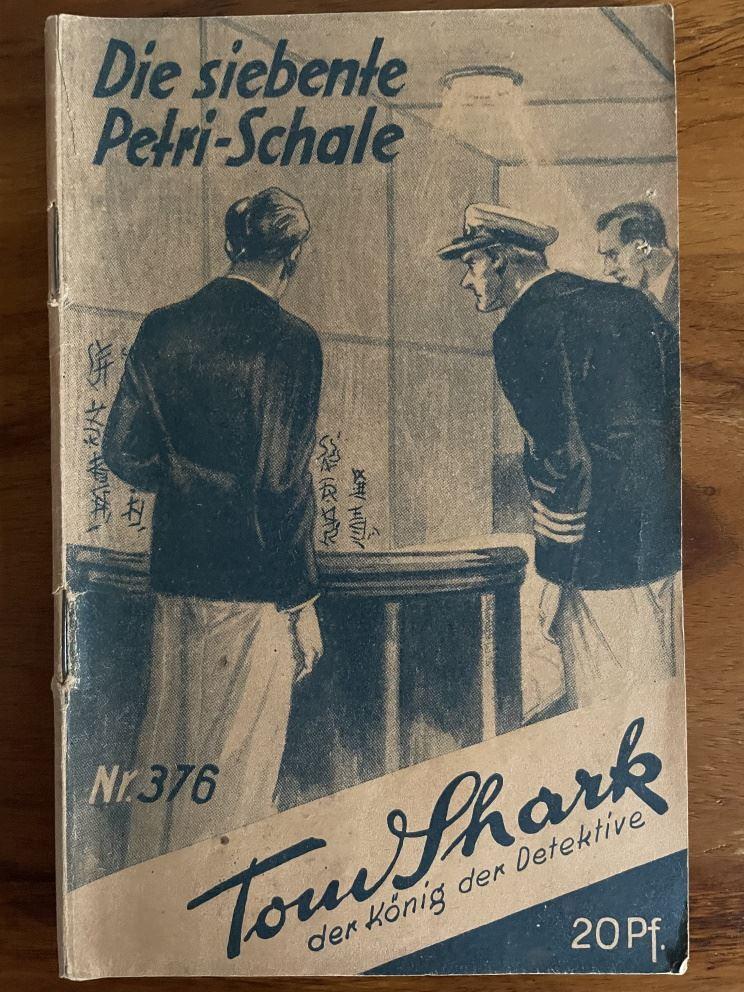 Die siebente
Petri-Schale
Nr. 376
Tom Shark
der König der Detektive
20 Pf.